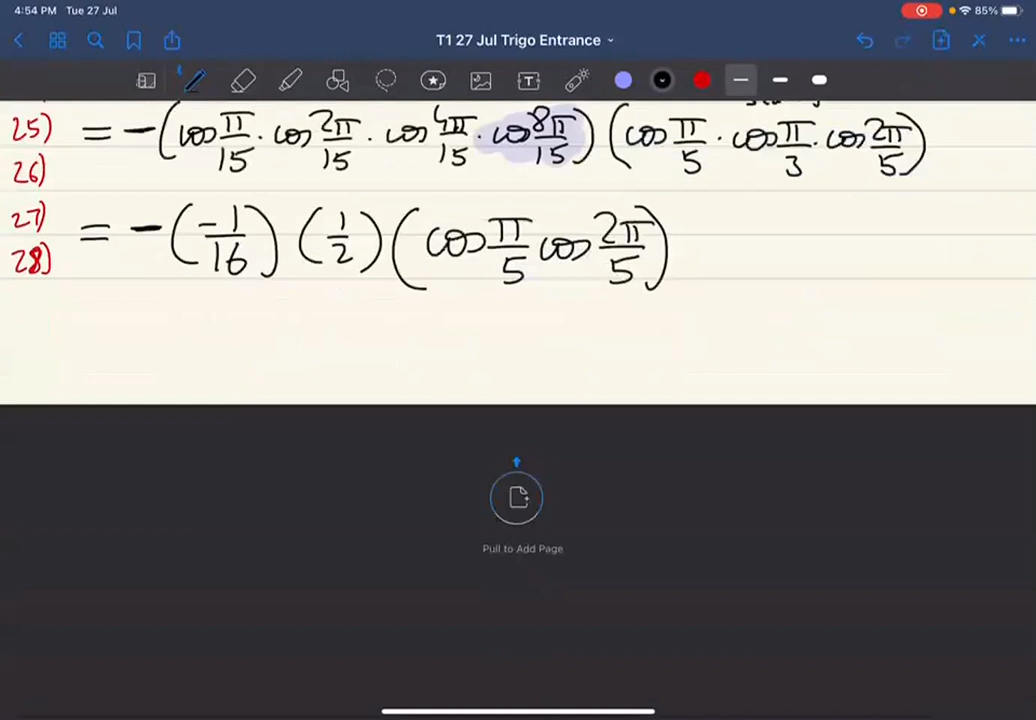 4:54 PM Tue 27 Jul
85%
T1 27 Jul Trigo Entrance
25) = -(cos π/15 · cos 2π/15 · cos 4π/15 · cos 8π/15) (cos π/5 · cos π/3 · cos 2π/5)
26)
27) = -(-1/16) (1/2) (cos π/5 cos 2π/5)
28)
Pull to Add Page